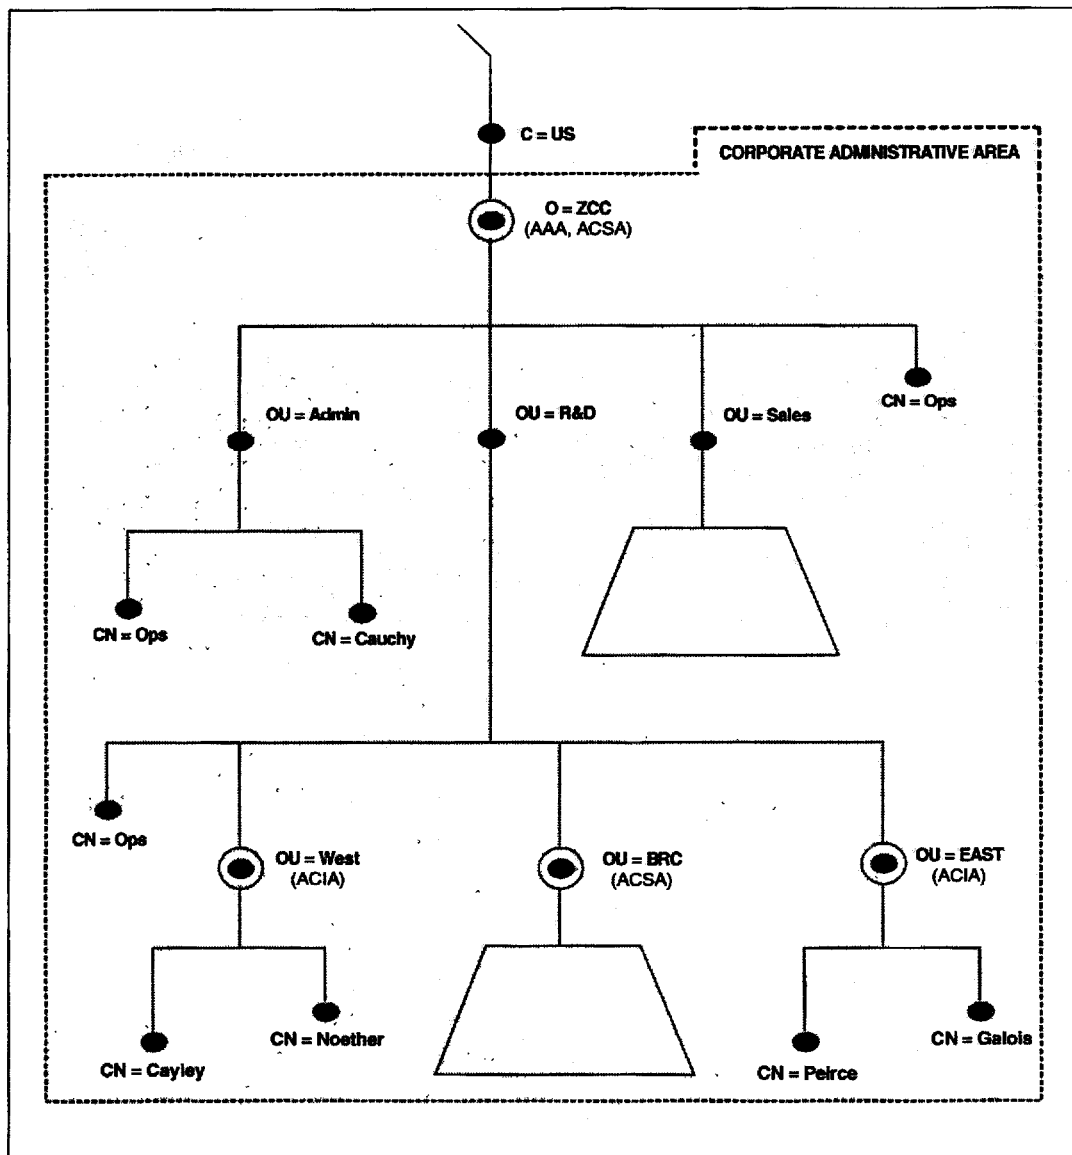 C = US
CORPORATE ADMINISTRATIVE AREA
O = ZCC
(AAA, ACSA)
OU = Admin
OU = R&D
OU = Sales
CN = Ops
CN = Ops
CN = Cauchy
CN = Ops
OU = West
(ACIA)
OU = BRC
(ACSA)
OU = EAST
(ACIA)
CN = Cayley
CN = Noether
CN = Peirce
CN = Galois